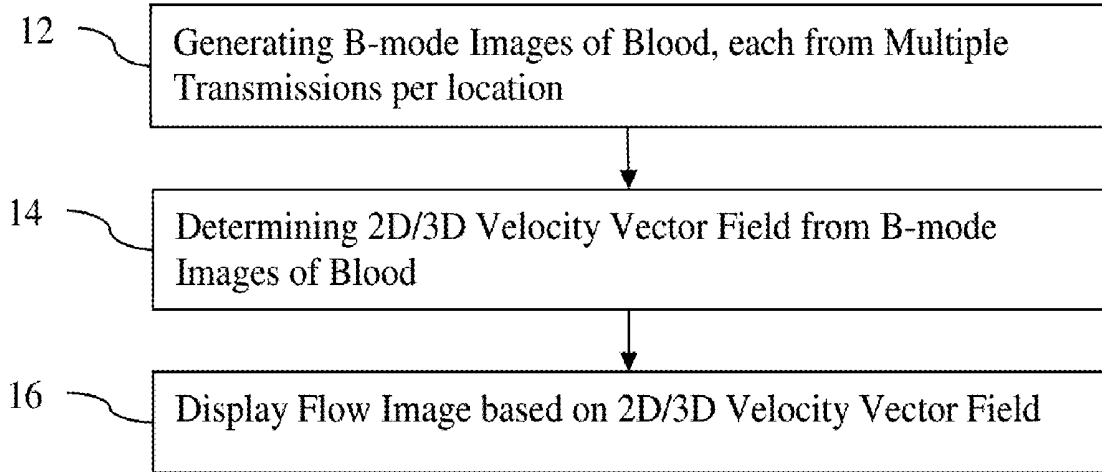 12
Generating B-mode Images of Blood, each from Multiple
Transmissions per location
14
Determining 2D/3D Velocity Vector Field from B-mode
Images of Blood
16
Display Flow Image based on 2D/3D Velocity Vector Field